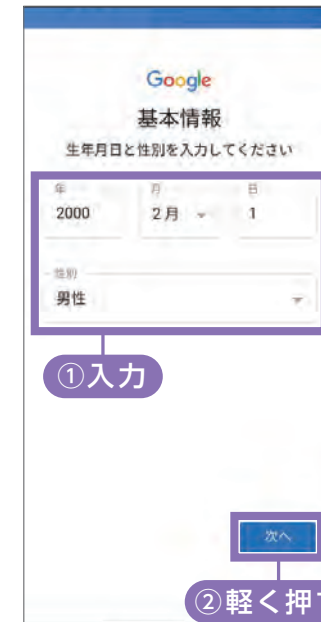 Google
基本情報
生年月日と性別を入力してください
年 月 日
2000 2月 1
性別
男性
①入力
次へ
②軽く押